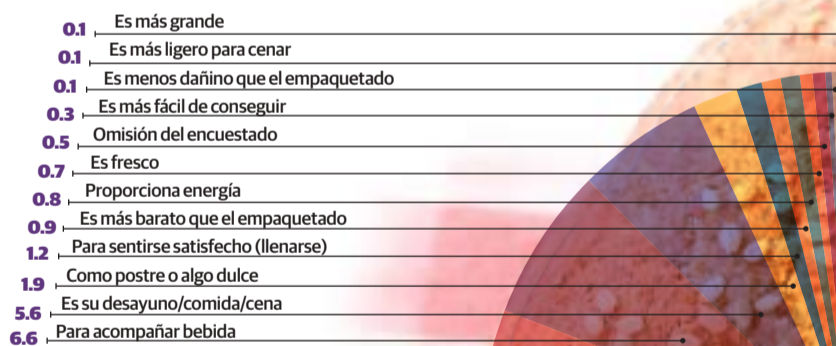 0.1 Es más grande
0.1 Es más ligero para cenar
0.1 Es menos dañino que el empaquetado
0.3 Es más fácil de conseguir
0.5 Omisión del encuestado
0.7 Es fresco
0.8 Proporciona energía
0.9 Es más barato que el empaquetado
1.2 Para sentirse satisfecho (llenarse)
1.9 Como postre o algo dulce
5.6 Es su desayuno/comida/cena
6.6 Para acompañar bebida